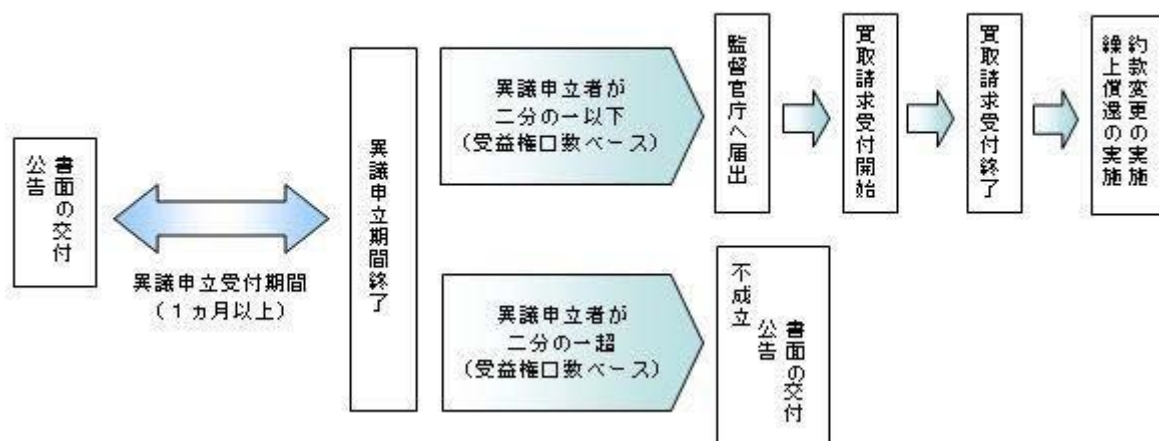 書面の交付
公告
異議申立受付期間
(1ヵ月以上)
異議申立期間終了
異議申立者が
二分の一以下
(受益権口数ベース)
監督官庁へ届出
買取請求受付開始
買取請求受付終了
約款変更の実施
繰上償還の実施
異議申立者が
二分の一超
(受益権口数ベース)
不成立
書面の交付
公告